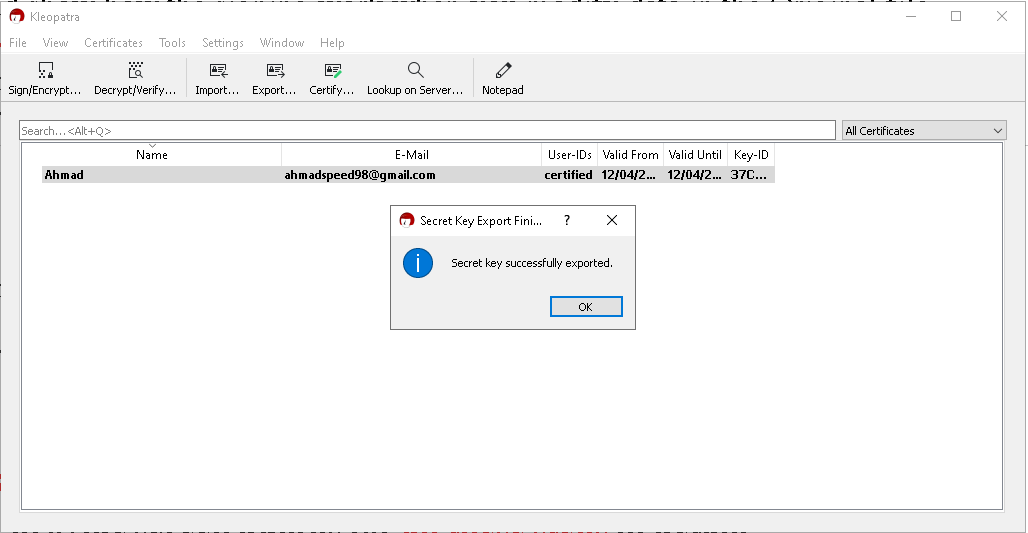 Kleopatra
File View Certificates Tools Settings Window Help
Sign/Encrypt... Decrypt/Verify... Import... Export... Certify... Lookup on Server... Notepad
Search...<Alt+Q> All Certificates
Name E-Mail User-IDs Valid From Valid Until Key-ID
Ahmad ahmadspeed98@gmail.com certified 12/04/2... 12/04/2... 37C...
Secret Key Export Fini... ?
i
Secret key successfully exported.
OK